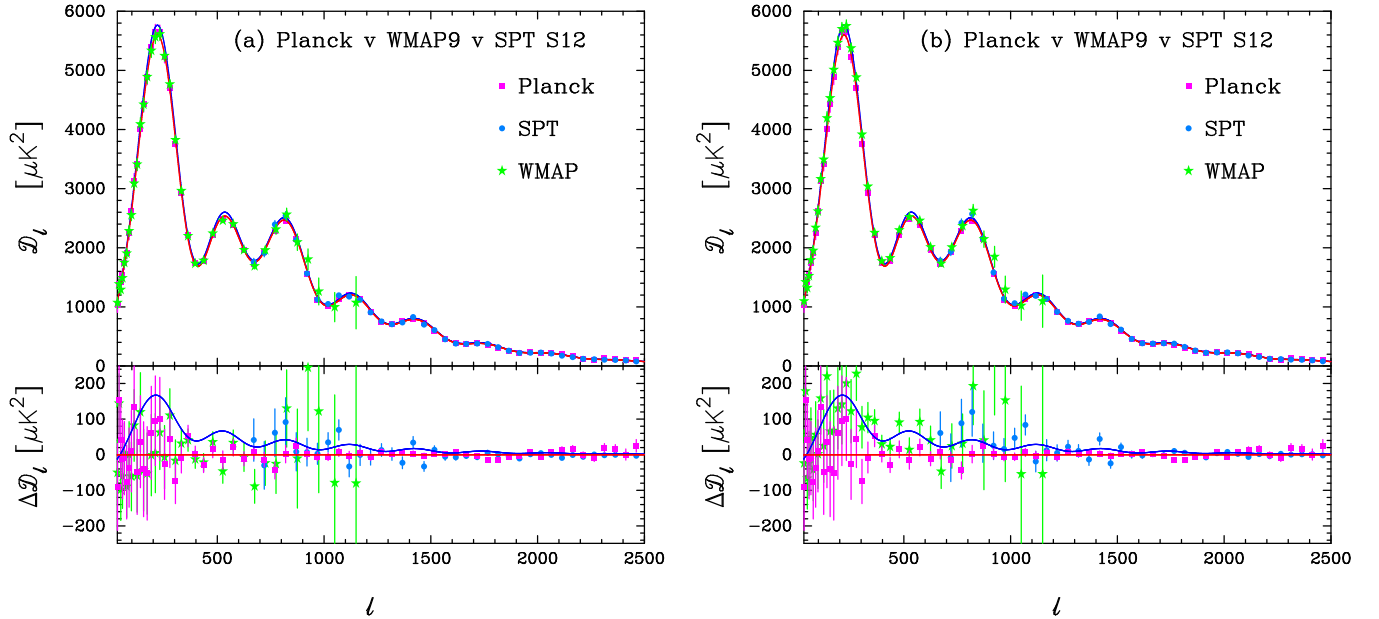 (a) Planck v WMAP9 v SPT S12
Planck
SPT
WMAP
6000
5000
4000
3000
2000
1000
0
𝒟ℓ [μK²]
200
100
0
−100
−200
Δ𝒟ℓ [μK²]
500 1000 1500 2000 2500
ℓ
(b) Planck v WMAP9 v SPT S12
Planck
SPT
WMAP
6000
5000
4000
3000
2000
1000
0
𝒟ℓ [μK²]
200
100
0
−100
−200
Δ𝒟ℓ [μK²]
500 1000 1500 2000 2500
ℓ